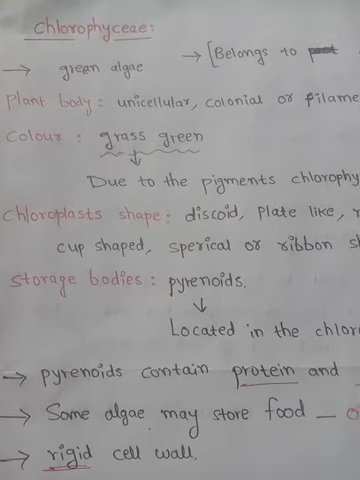 Chlorophyceae:
→ green algae → [Belongs to
Plant body: unicellular, colonial or filame
Colour: grass green
↓
Due to the pigments chlorophy
Chloroplasts shape: discoid, plate like, r
cup shaped, sperical or ribbon sh
Storage bodies: pyrenoids.
↓
Located in the chlor
→ pyrenoids contain protein and
→ Some algae may store food – o
→ rigid cell wall.